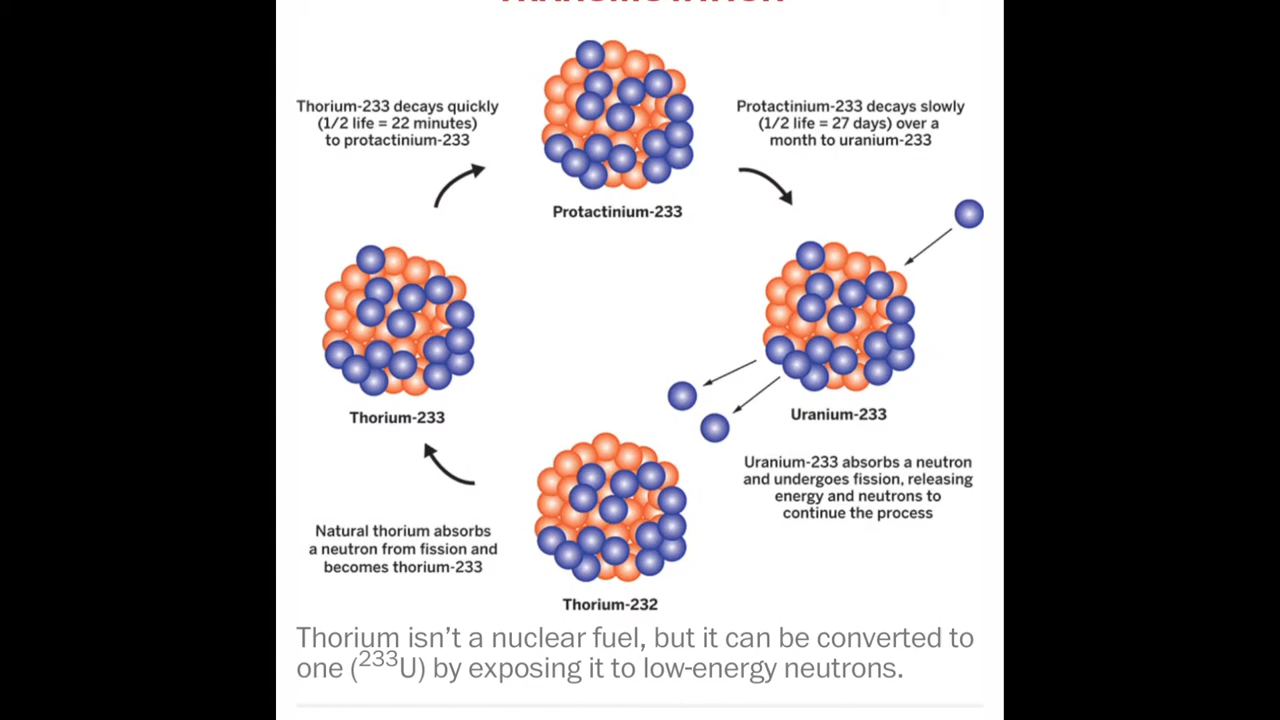 Thorium-233 decays quickly
(1/2 life = 22 minutes)
to protactinium-233
Protactinium-233 decays slowly
(1/2 life = 27 days) over a
month to uranium-233
Protactinium-233
Thorium-233
Uranium-233
Uranium-233 absorbs a neutron
and undergoes fission, releasing
energy and neutrons to
continue the process
Natural thorium absorbs
a neutron from fission and
becomes thorium-233
Thorium-232
Thorium isn’t a nuclear fuel, but it can be converted to
one (²³³U) by exposing it to low-energy neutrons.